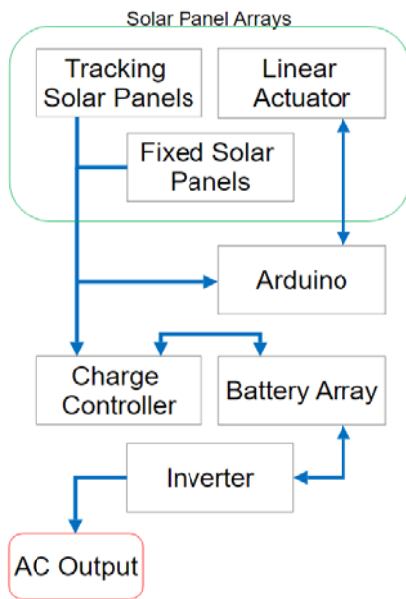 Solar Panel Arrays
Tracking
Solar Panels
Linear
Actuator
Fixed Solar
Panels
Arduino
Charge
Controller
Battery Array
Inverter
AC Output